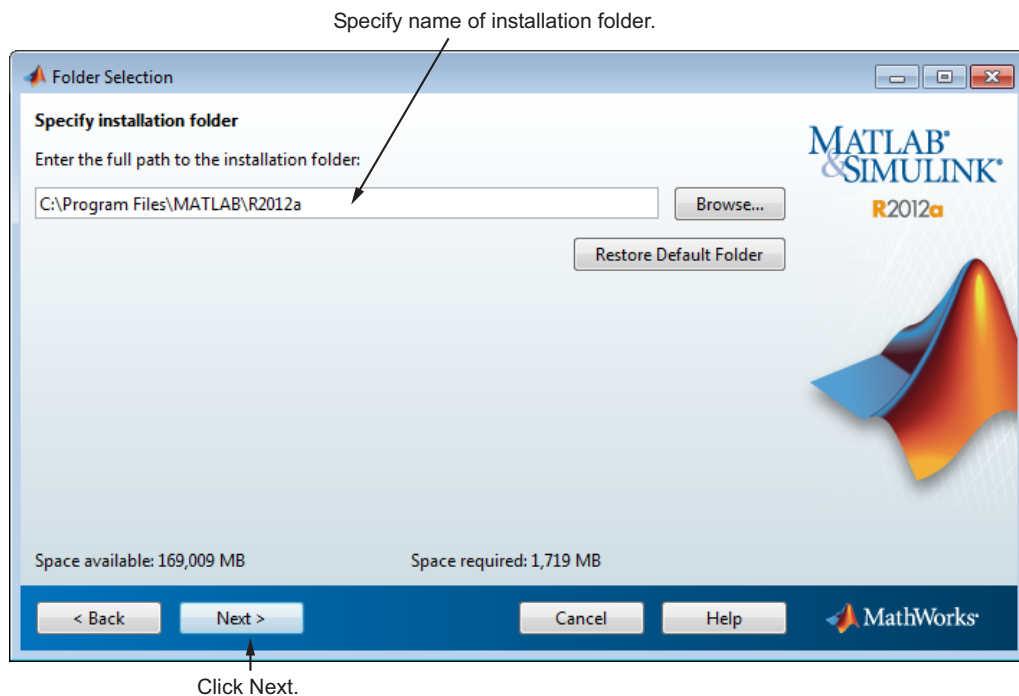 Specify name of installation folder.
Folder Selection
Specify installation folder
Enter the full path to the installation folder:
C:\Program Files\MATLAB\R2012a
Browse...
Restore Default Folder
MATLAB®
&SIMULINK®
R2012a
Space available: 169,009 MB
Space required: 1,719 MB
< Back
Next >
Cancel
Help
MathWorks®
Click Next.